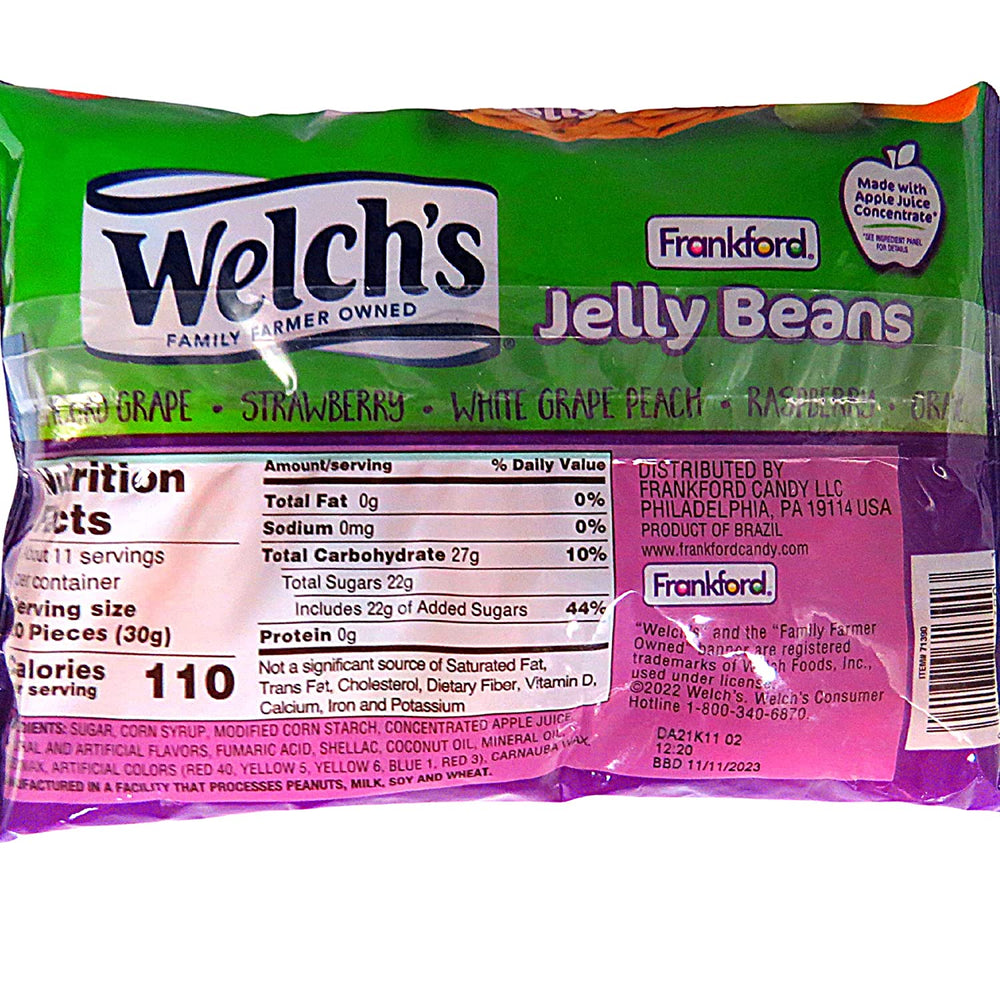 Made with
Apple Juice
Concentrate*
*SEE INGREDIENT PANEL
FOR DETAILS
Frankford®
Welch's®
FAMILY FARMER OWNED
Jelly Beans
GRAPE • STRAWBERRY • WHITE GRAPE PEACH • RASPBERRY •
Nutrition
Facts
11 servings
container
serving size
Pieces (30g)
Calories
serving 110
Amount/serving % Daily Value
Total Fat 0g 0%
Sodium 0mg 0%
Total Carbohydrate 27g 10%
Total Sugars 22g
Includes 22g of Added Sugars 44%
Protein 0g
Not a significant source of Saturated Fat,
Trans Fat, Cholesterol, Dietary Fiber, Vitamin D,
Calcium, Iron and Potassium
SUGAR, CORN SYRUP, MODIFIED CORN STARCH, CONCENTRATED APPLE JUICE,
AND ARTIFICIAL FLAVORS, FUMARIC ACID, SHELLAC, COCONUT OIL, MINERAL OIL,
ARTIFICIAL COLORS (RED 40, YELLOW 5, YELLOW 6, BLUE 1, RED 3), CARNAUBA WAX.
IN A FACILITY THAT PROCESSES PEANUTS, MILK, SOY AND WHEAT.
DISTRIBUTED BY
FRANKFORD CANDY LLC
PHILADELPHIA, PA 19114 USA
PRODUCT OF BRAZIL
www.frankfordcandy.com
Frankford®
"Welch's" and the "Family Farmer
Owned" banner are registered
trademarks of Welch Foods, Inc.,
used under license.
©2022 Welch's. Welch's Consumer
Hotline 1-800-340-6870.
DA21K11 02
12:20
BBD 11/11/2023
ITEM# 71390